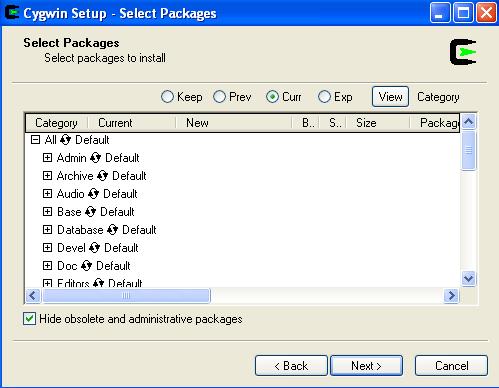 Cygwin Setup - Select Packages
Select Packages
Select packages to install
Keep Prev Curr Exp View Category
Category Current New B.. S.. Size Package
All Default
Admin Default
Archive Default
Audio Default
Base Default
Database Default
Devel Default
Doc Default
Editors Default
Hide obsolete and administrative packages
< Back Next > Cancel